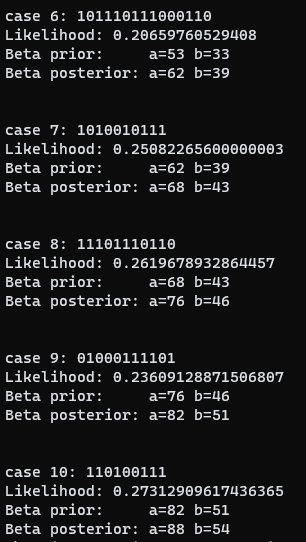 case 6: 101110111000110
Likelihood: 0.20659760529408
Beta prior:     a=53 b=33
Beta posterior: a=62 b=39
case 7: 1010010111
Likelihood: 0.25082265600000003
Beta prior:     a=62 b=39
Beta posterior: a=68 b=43
case 8: 11101110110
Likelihood: 0.2619678932864457
Beta prior:     a=68 b=43
Beta posterior: a=76 b=46
case 9: 01000111101
Likelihood: 0.23609128871506807
Beta prior:     a=76 b=46
Beta posterior: a=82 b=51
case 10: 110100111
Likelihood: 0.27312909617436365
Beta prior:     a=82 b=51
Beta posterior: a=88 b=54